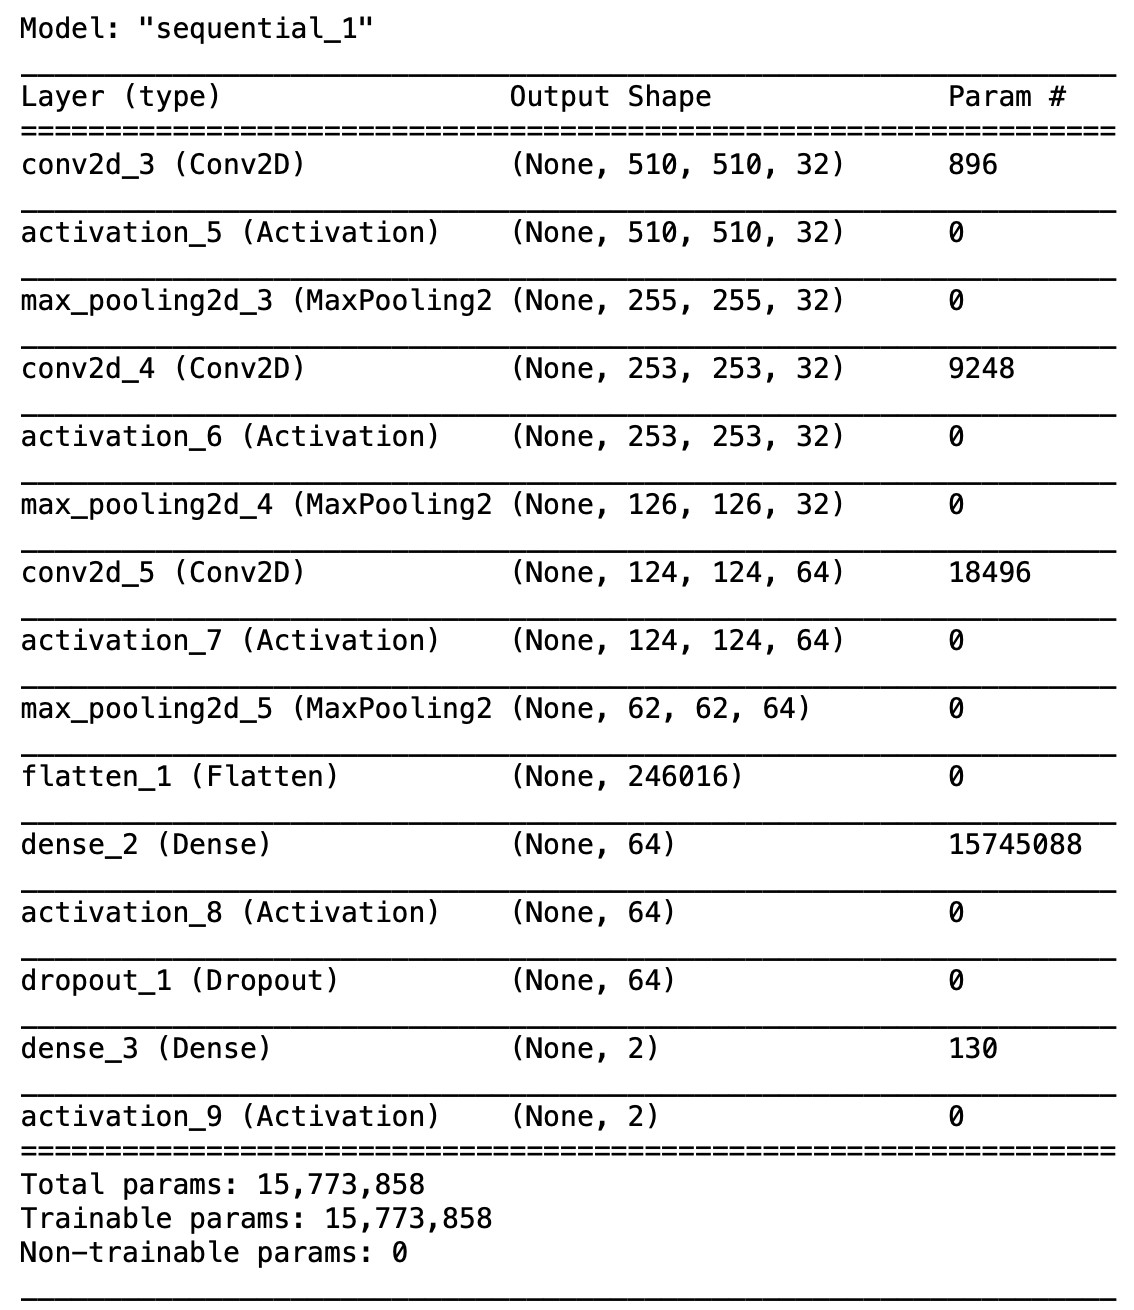 Model: "sequential_1"
Layer (type) Output Shape Param #
conv2d_3 (Conv2D) (None, 510, 510, 32) 896
activation_5 (Activation) (None, 510, 510, 32) 0
max_pooling2d_3 (MaxPooling2 (None, 255, 255, 32) 0
conv2d_4 (Conv2D) (None, 253, 253, 32) 9248
activation_6 (Activation) (None, 253, 253, 32) 0
max_pooling2d_4 (MaxPooling2 (None, 126, 126, 32) 0
conv2d_5 (Conv2D) (None, 124, 124, 64) 18496
activation_7 (Activation) (None, 124, 124, 64) 0
max_pooling2d_5 (MaxPooling2 (None, 62, 62, 64) 0
flatten_1 (Flatten) (None, 246016) 0
dense_2 (Dense) (None, 64) 15745088
activation_8 (Activation) (None, 64) 0
dropout_1 (Dropout) (None, 64) 0
dense_3 (Dense) (None, 2) 130
activation_9 (Activation) (None, 2) 0
Total params: 15,773,858
Trainable params: 15,773,858
Non-trainable params: 0